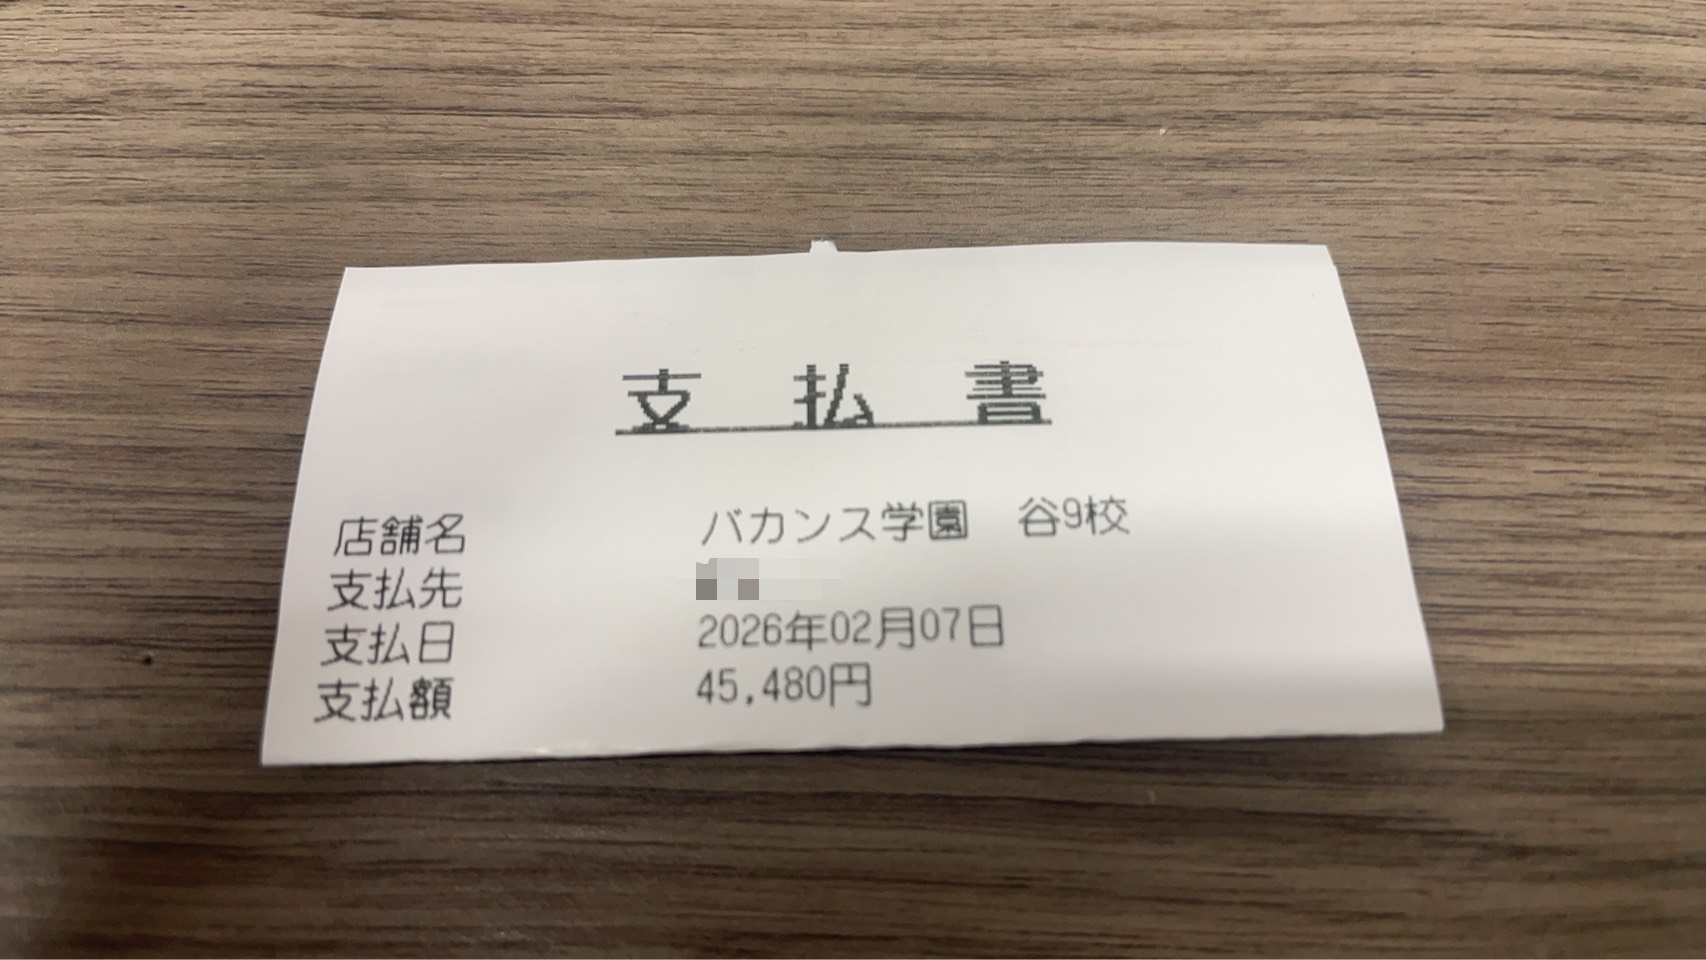 支払書
店舗名 バカンス学園 谷9校
支払先
支払日 2026年02月07日
支払額 45,480円